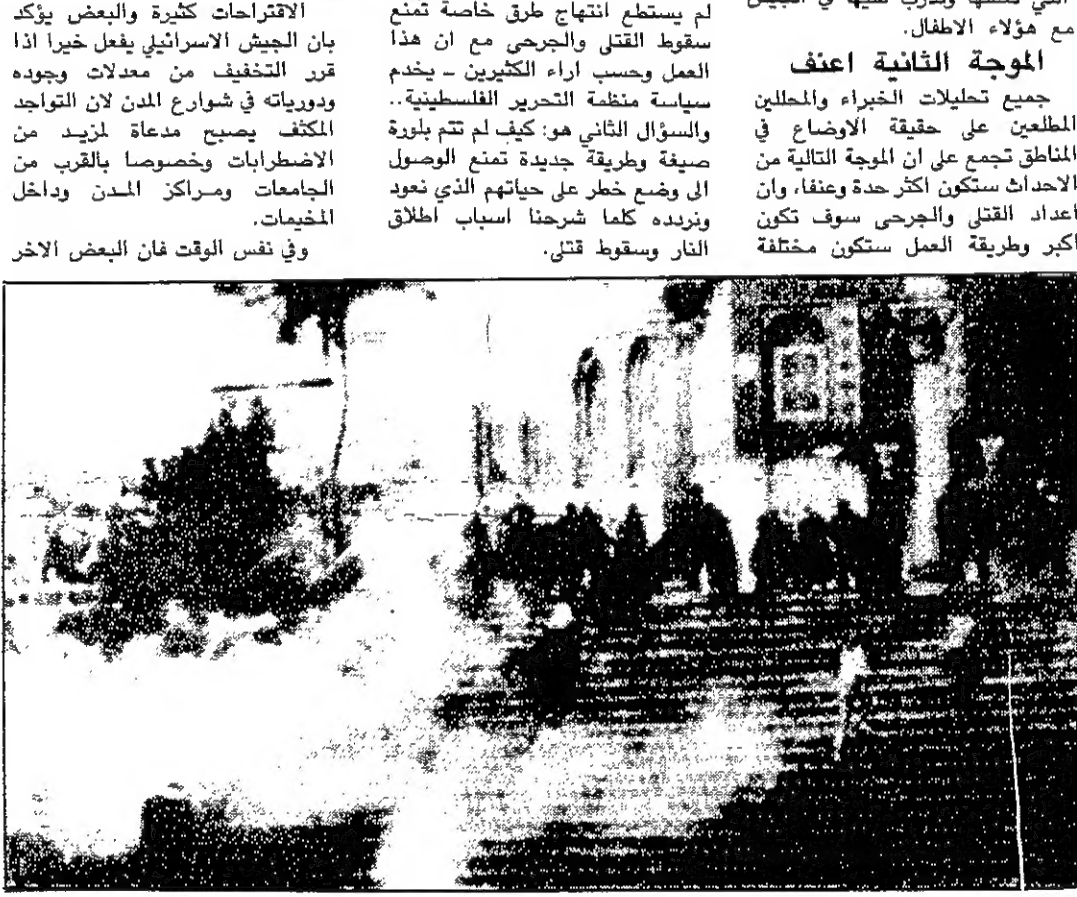 مع هؤلاء الاطفال.
الموجة الثانية اعنف
جميع تحليلات الخبراء والمحللين
المطلعين على حقيقة الاوضاع في
المناطق تجمع على ان الموجة التالية من
الاحداث ستكون اكثر حدة وعنفا، وان
اعداد القتلى والجرحى سوف تكون
اكبر وطريقة العمل ستكون مختلفة
لم يستطع انتهاج طرق خاصة تمنع
سقوط القتلى والجرحى مع ان هذا
العمل وحسب اراء الكثيرين ــ يخدم
سياسة منظمة التحرير الفلسطينية..
والسؤال الثاني هو: كيف لم تتم بلورة
صيغة وطريقة جديدة تمنع الوصول
الى وضع خطر على حياتهم الذي نعود
ونردده كلما شرحنا اسباب اطلاق
النار وسقوط قتلى.
الاقتراحات كثيرة والبعض يؤكد
بان الجيش الاسرائيلي يفعل خيرا اذا
قرر التخفيف من معدلات وجوده
ودورياته في شوارع المدن لان التواجد
المكثف يصبح مدعاة لمزيد من
الاضطرابات وخصوصا بالقرب من
الجامعات ومراكز المدن وداخل
المخيمات.
وفي نفس الوقت فان البعض الاخر